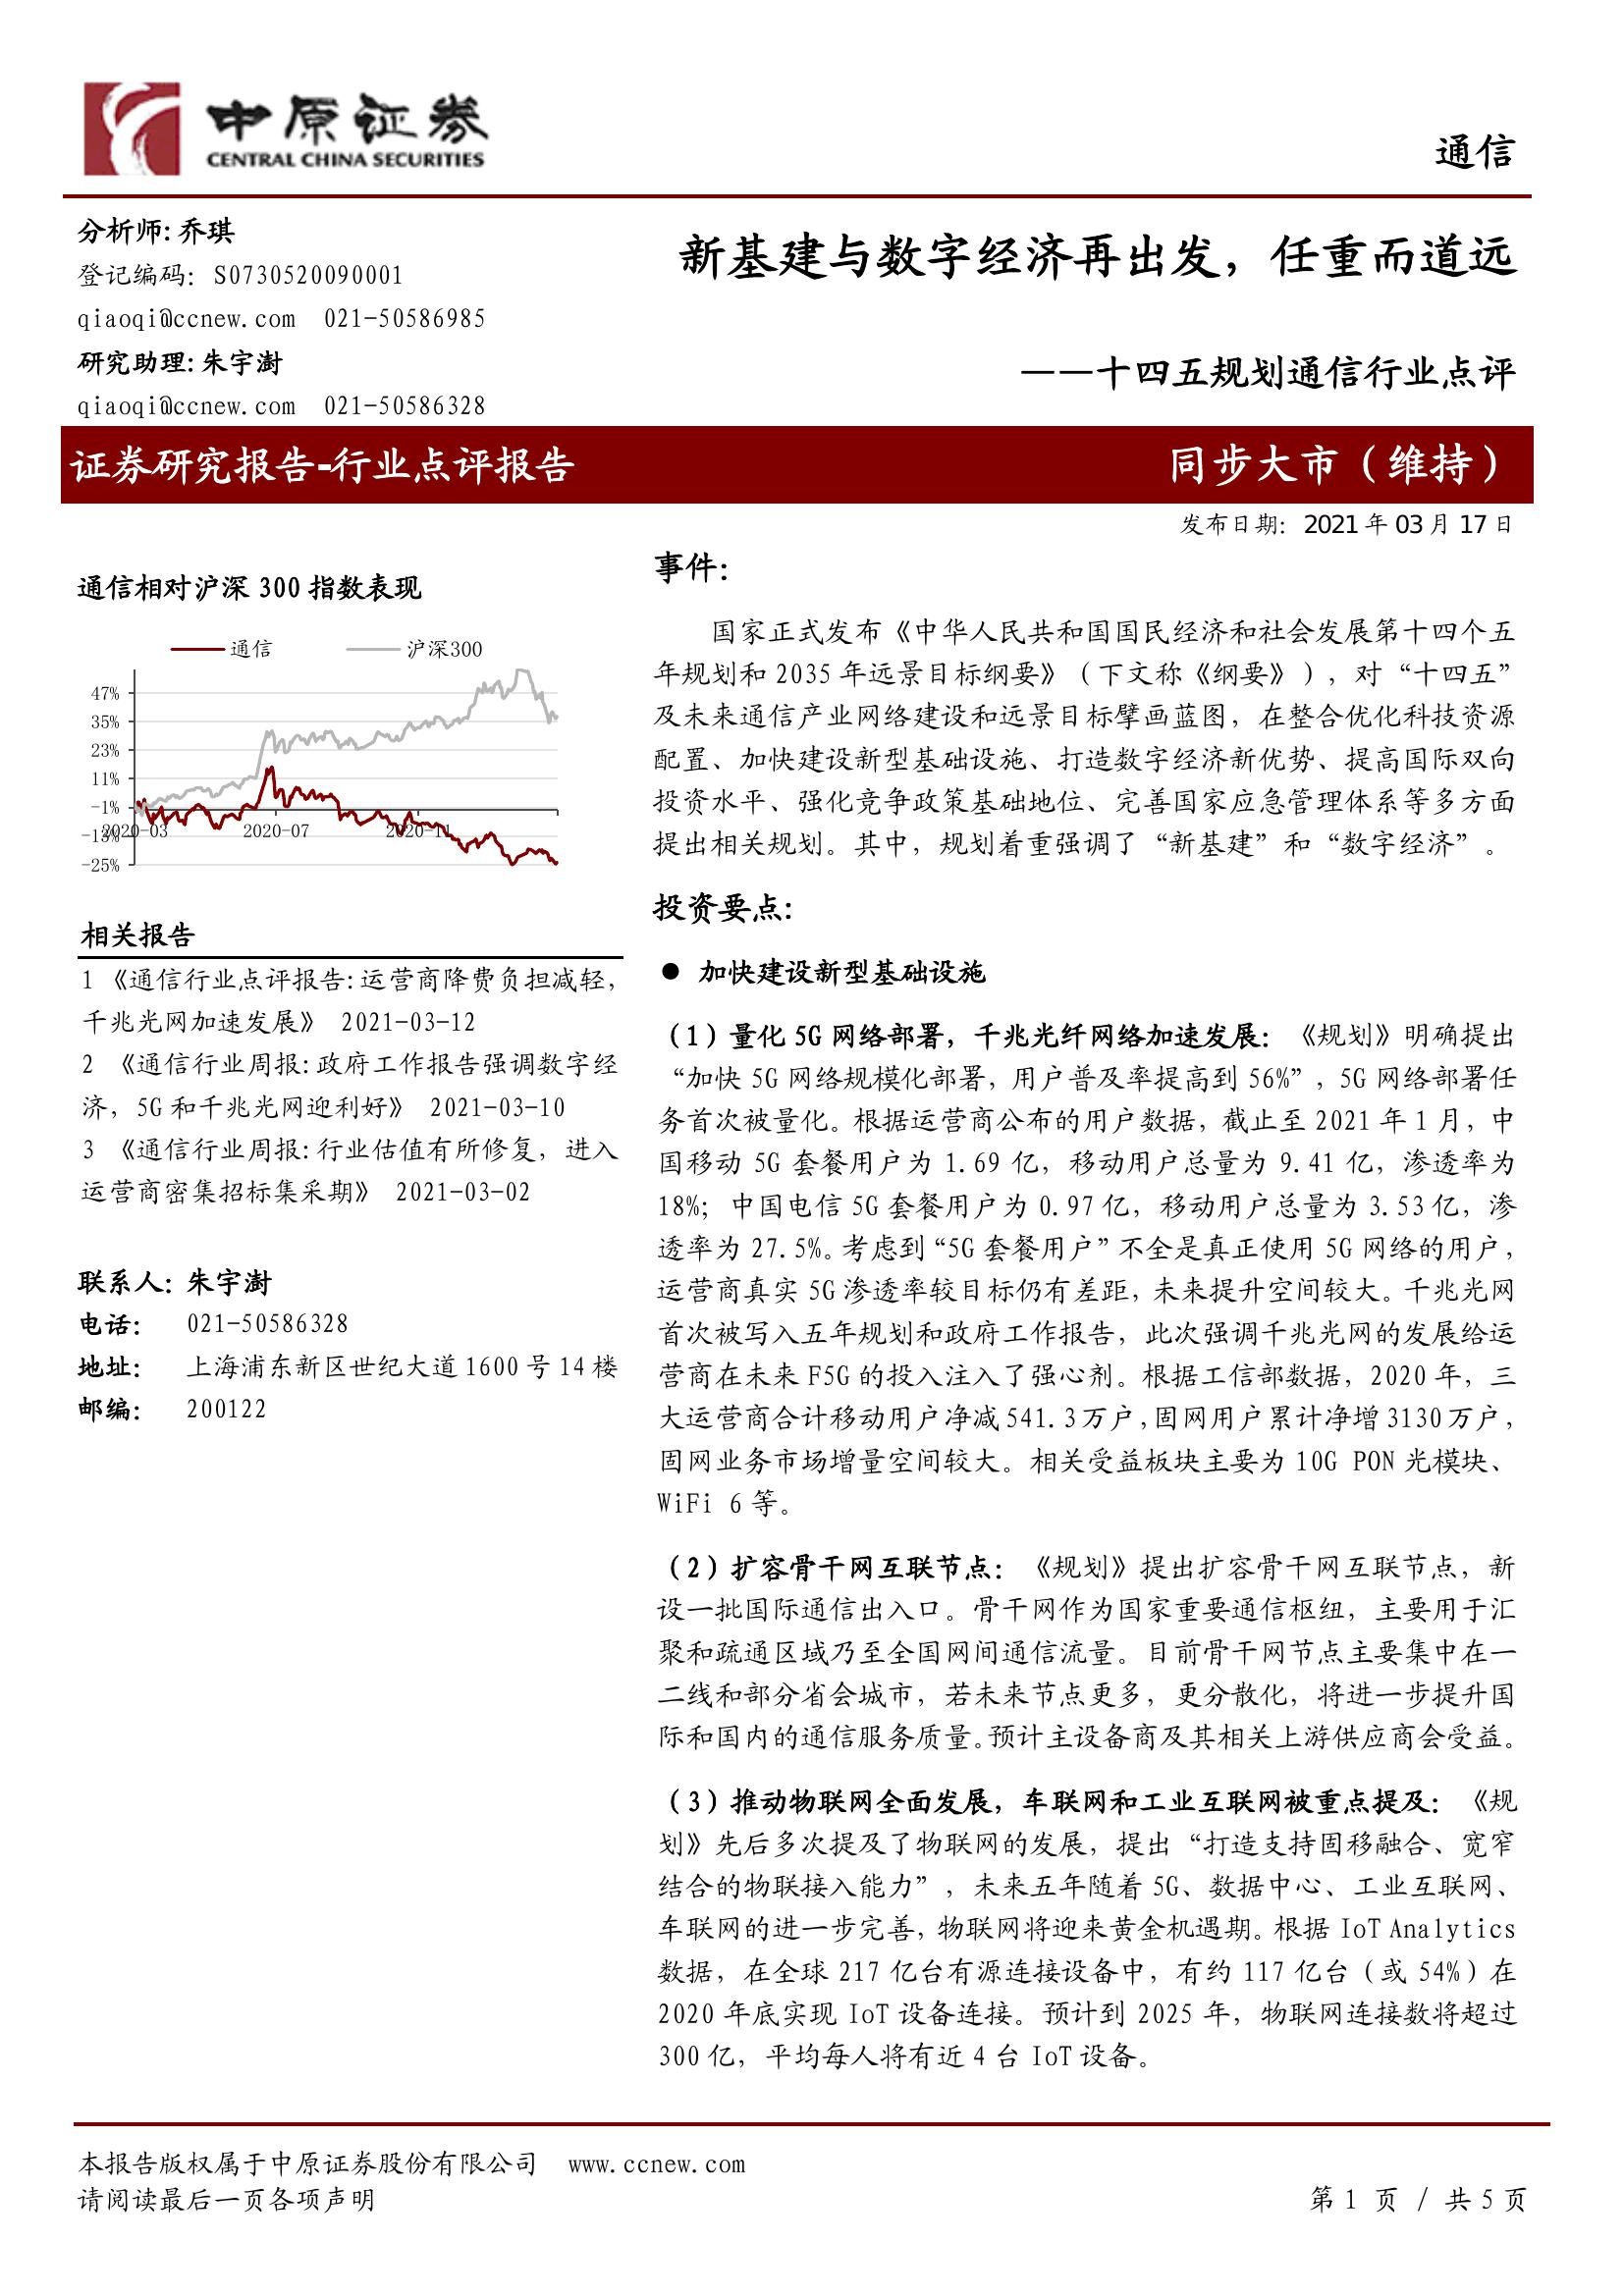 中原证券
CENTRAL CHINA SECURITIES
通信
分析师:乔琪
登记编码：S0730520090001
qiaoqi@ccnew.com 021-50586985
研究助理:朱宇澍
qiaoqi@ccnew.com 021-50586328
新基建与数字经济再出发，任重而道远
——十四五规划通信行业点评
证券研究报告-行业点评报告
同步大市（维持）
发布日期：2021年03月17日
通信相对沪深 300 指数表现
通信 沪深300
47%
35%
23%
11%
-1%
-13%
-25%
2020-03 2020-07 2020-11
相关报告
1 《通信行业点评报告:运营商降费负担减轻，
千兆光网加速发展》 2021-03-12
2 《通信行业周报:政府工作报告强调数字经
济，5G和千兆光网迎利好》 2021-03-10
3 《通信行业周报:行业估值有所修复，进入
运营商密集招标集采期》 2021-03-02
联系人：朱宇澍
电话： 021-50586328
地址： 上海浦东新区世纪大道1600号14楼
邮编： 200122
事件：
国家正式发布《中华人民共和国国民经济和社会发展第十四个五
年规划和2035年远景目标纲要》（下文称《纲要》），对“十四五”
及未来通信产业网络建设和远景目标擘画蓝图，在整合优化科技资源
配置、加快建设新型基础设施、打造数字经济新优势、提高国际双向
投资水平、强化竞争政策基础地位、完善国家应急管理体系等多方面
提出相关规划。其中，规划着重强调了“新基建”和“数字经济”。
投资要点：
● 加快建设新型基础设施
（1）量化5G网络部署，千兆光纤网络加速发展：《规划》明确提出
“加快5G网络规模化部署，用户普及率提高到56%”，5G网络部署任
务首次被量化。根据运营商公布的用户数据，截止至2021年1月，中
国移动5G套餐用户为1.69亿，移动用户总量为9.41亿，渗透率为
18%；中国电信5G套餐用户为0.97亿，移动用户总量为3.53亿，渗
透率为27.5%。考虑到“5G套餐用户”不全是真正使用5G网络的用户，
运营商真实5G渗透率较目标仍有差距，未来提升空间较大。千兆光网
首次被写入五年规划和政府工作报告，此次强调千兆光网的发展给运
营商在未来F5G的投入注入了强心剂。根据工信部数据，2020年，三
大运营商合计移动用户净减541.3万户，固网用户累计净增3130万户，
固网业务市场增量空间较大。相关受益板块主要为10G PON光模块、
WiFi 6等。
（2）扩容骨干网互联节点：《规划》提出扩容骨干网互联节点，新
设一批国际通信出入口。骨干网作为国家重要通信枢纽，主要用于汇
聚和疏通区域乃至全国网间通信流量。目前骨干网节点主要集中在一
二线和部分省会城市，若未来节点更多，更分散化，将进一步提升国
际和国内的通信服务质量。预计主设备商及其相关上游供应商会受益。
（3）推动物联网全面发展，车联网和工业互联网被重点提及：《规
划》先后多次提及了物联网的发展，提出“打造支持固移融合、宽窄
结合的物联接入能力”，未来五年随着5G、数据中心、工业互联网、
车联网的进一步完善，物联网将迎来黄金机遇期。根据IoT Analytics
数据，在全球217亿台有源连接设备中，有约117亿台（或54%）在
2020年底实现IoT设备连接。预计到2025年，物联网连接数将超过
300亿，平均每人将有近4台IoT设备。
本报告版权属于中原证券股份有限公司 www.ccnew.com
请阅读最后一页各项声明
第1 页 / 共5页